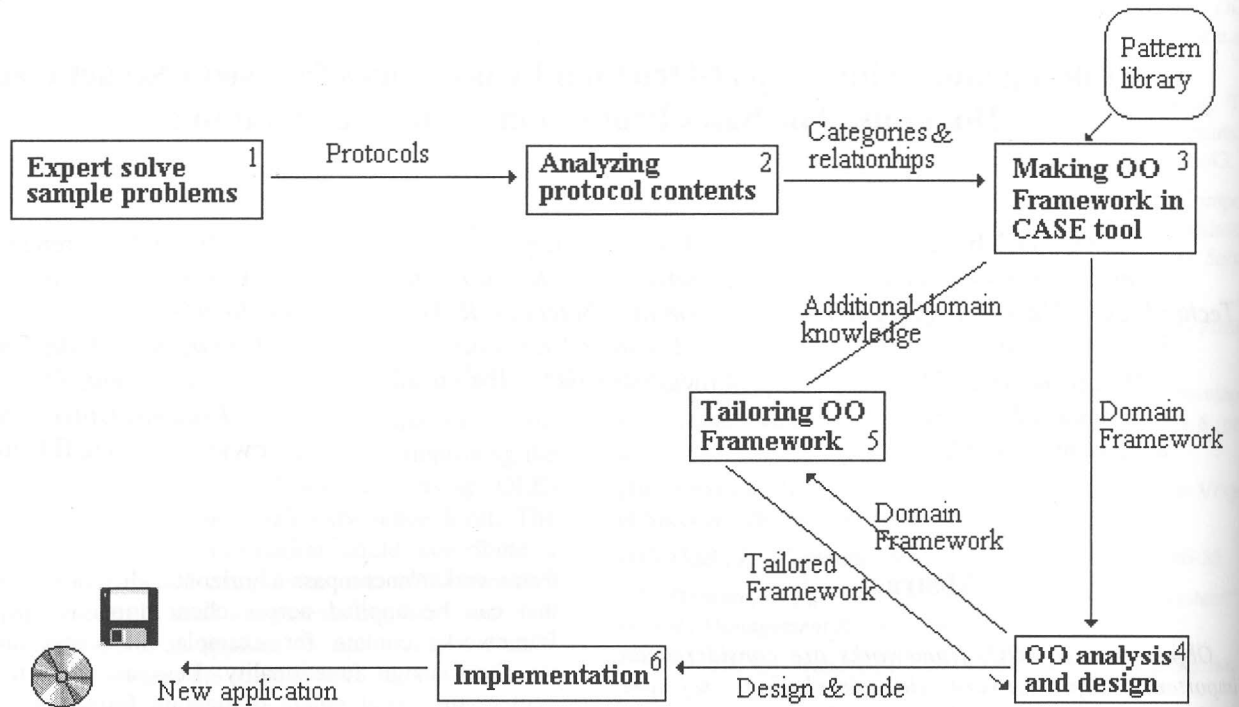 Pattern
library
Expert solve 1
sample problems
Protocols
Analyzing 2
protocol contents
Categories &
relationhips
Making OO 3
Framework in
CASE tool
Additional domain
knowledge
Tailoring OO
Framework 5
Domain
Framework
Domain
Framework
Tailored
Framework
OO analysis 4
and design
Design & code
Implementation 6
New application